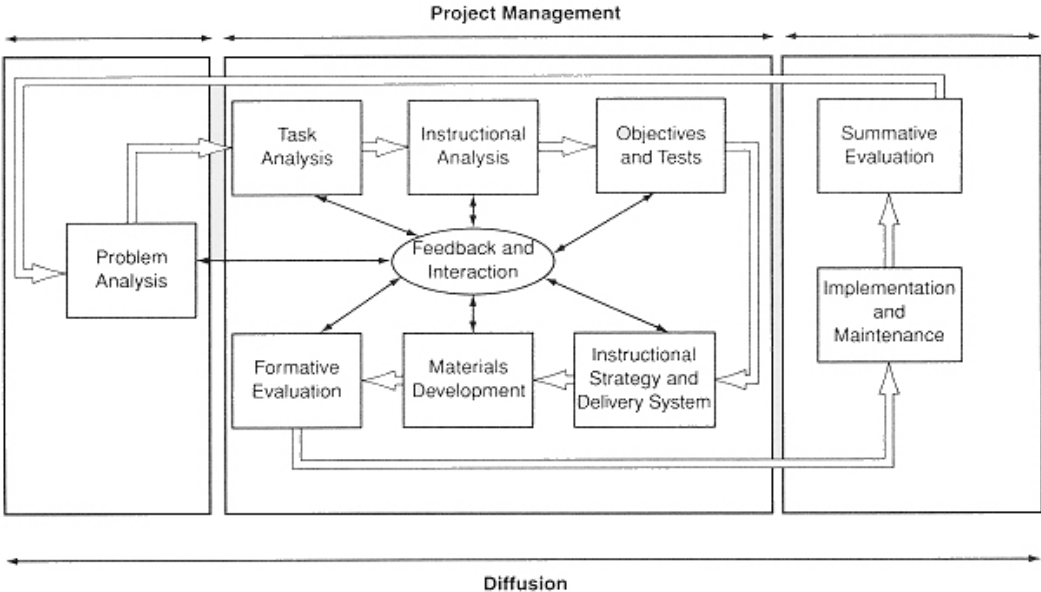 Project Management
Task
Analysis
Instructional
Analysis
Objectives
and Tests
Summative
Evaluation
Problem
Analysis
Feedback and
Interaction
Implementation
and
Maintenance
Formative
Evaluation
Materials
Development
Instructional
Strategy and
Delivery System
Diffusion